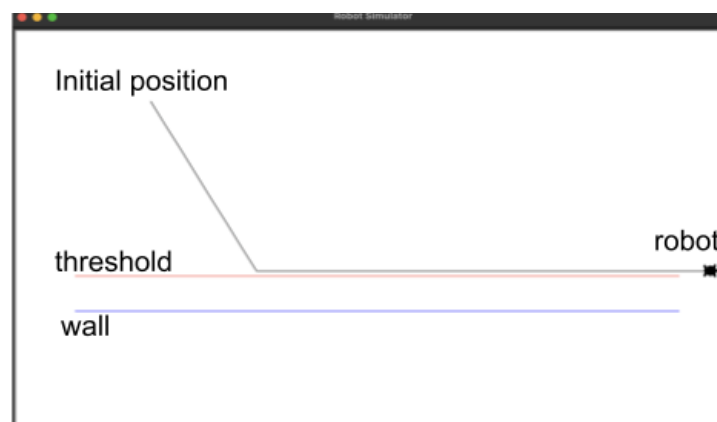 Robot Simulator
Initial position
robot
threshold
wall